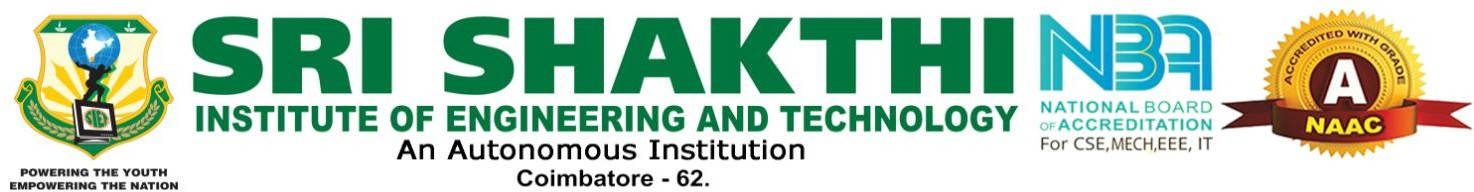 POWERING THE YOUTH
EMPOWERING THE NATION
SRI SHAKTHI
INSTITUTE OF ENGINEERING AND TECHNOLOGY
An Autonomous Institution
Coimbatore - 62.
NBA
NATIONAL BOARD
OF ACCREDITATION
For CSE,MECH,EEE, IT
ACCREDITED WITH GRADE
A
NAAC